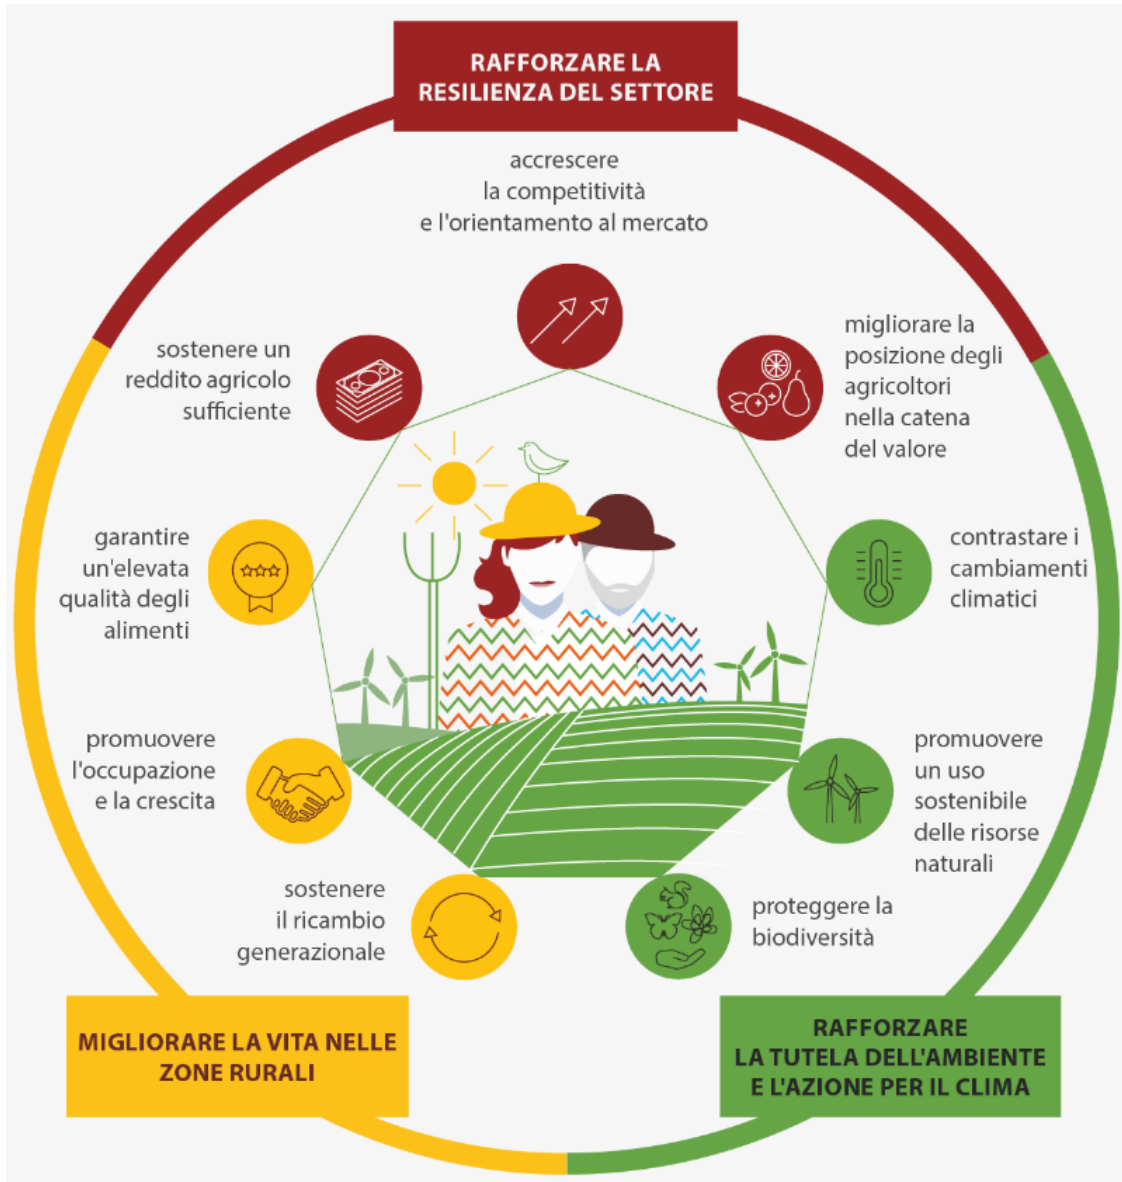 RAFFORZARE LA
RESILIENZA DEL SETTORE
accrescere
la competitività
e l'orientamento al mercato
sostenere un
reddito agricolo
sufficiente
migliorare la
posizione degli
agricoltori
nella catena
del valore
garantire
un'elevata
qualità degli
alimenti
contrastare i
cambiamenti
climatici
promuovere
l'occupazione
e la crescita
promuovere
un uso
sostenibile
delle risorse
naturali
sostenere
il ricambio
generazionale
proteggere la
biodiversità
MIGLIORARE LA VITA NELLE
ZONE RURALI
RAFFORZARE
LA TUTELA DELL'AMBIENTE
E L'AZIONE PER IL CLIMA